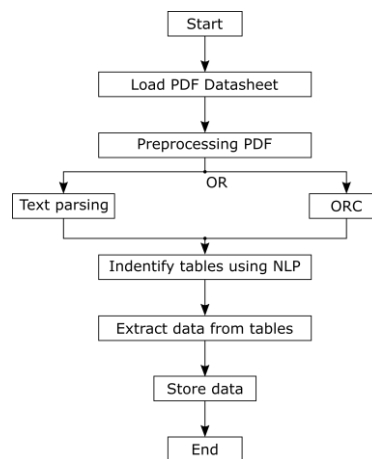 Start
Load PDF Datasheet
Preprocessing PDF
OR
Text parsing
ORC
Indentify tables using NLP
Extract data from tables
Store data
End